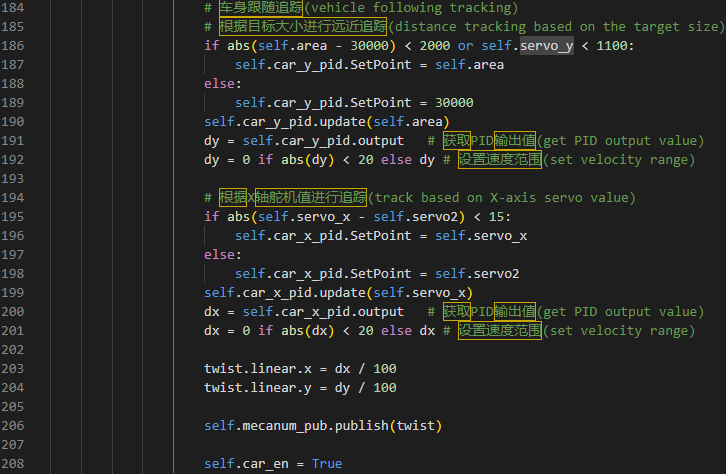 184 # 车身跟随追踪(vehicle following tracking)
185 # 根据目标大小进行远近追踪(distance tracking based on the target size)
186 if abs(self.area - 30000) < 2000 or self.servo_y < 1100:
187     self.car_y_pid.SetPoint = self.area
188 else:
189     self.car_y_pid.SetPoint = 30000
190 self.car_y_pid.update(self.area)
191 dy = self.car_y_pid.output   # 获取PID输出值(get PID output value)
192 dy = 0 if abs(dy) < 20 else dy # 设置速度范围(set velocity range)
193
194 # 根据X轴舵机值进行追踪(track based on X-axis servo value)
195 if abs(self.servo_x - self.servo2) < 15:
196     self.car_x_pid.SetPoint = self.servo_x
197 else:
198     self.car_x_pid.SetPoint = self.servo2
199 self.car_x_pid.update(self.servo_x)
200 dx = self.car_x_pid.output   # 获取PID输出值(get PID output value)
201 dx = 0 if abs(dx) < 20 else dx # 设置速度范围(set velocity range)
202
203 twist.linear.x = dx / 100
204 twist.linear.y = dy / 100
205
206 self.mecanum_pub.publish(twist)
207
208 self.car_en = True